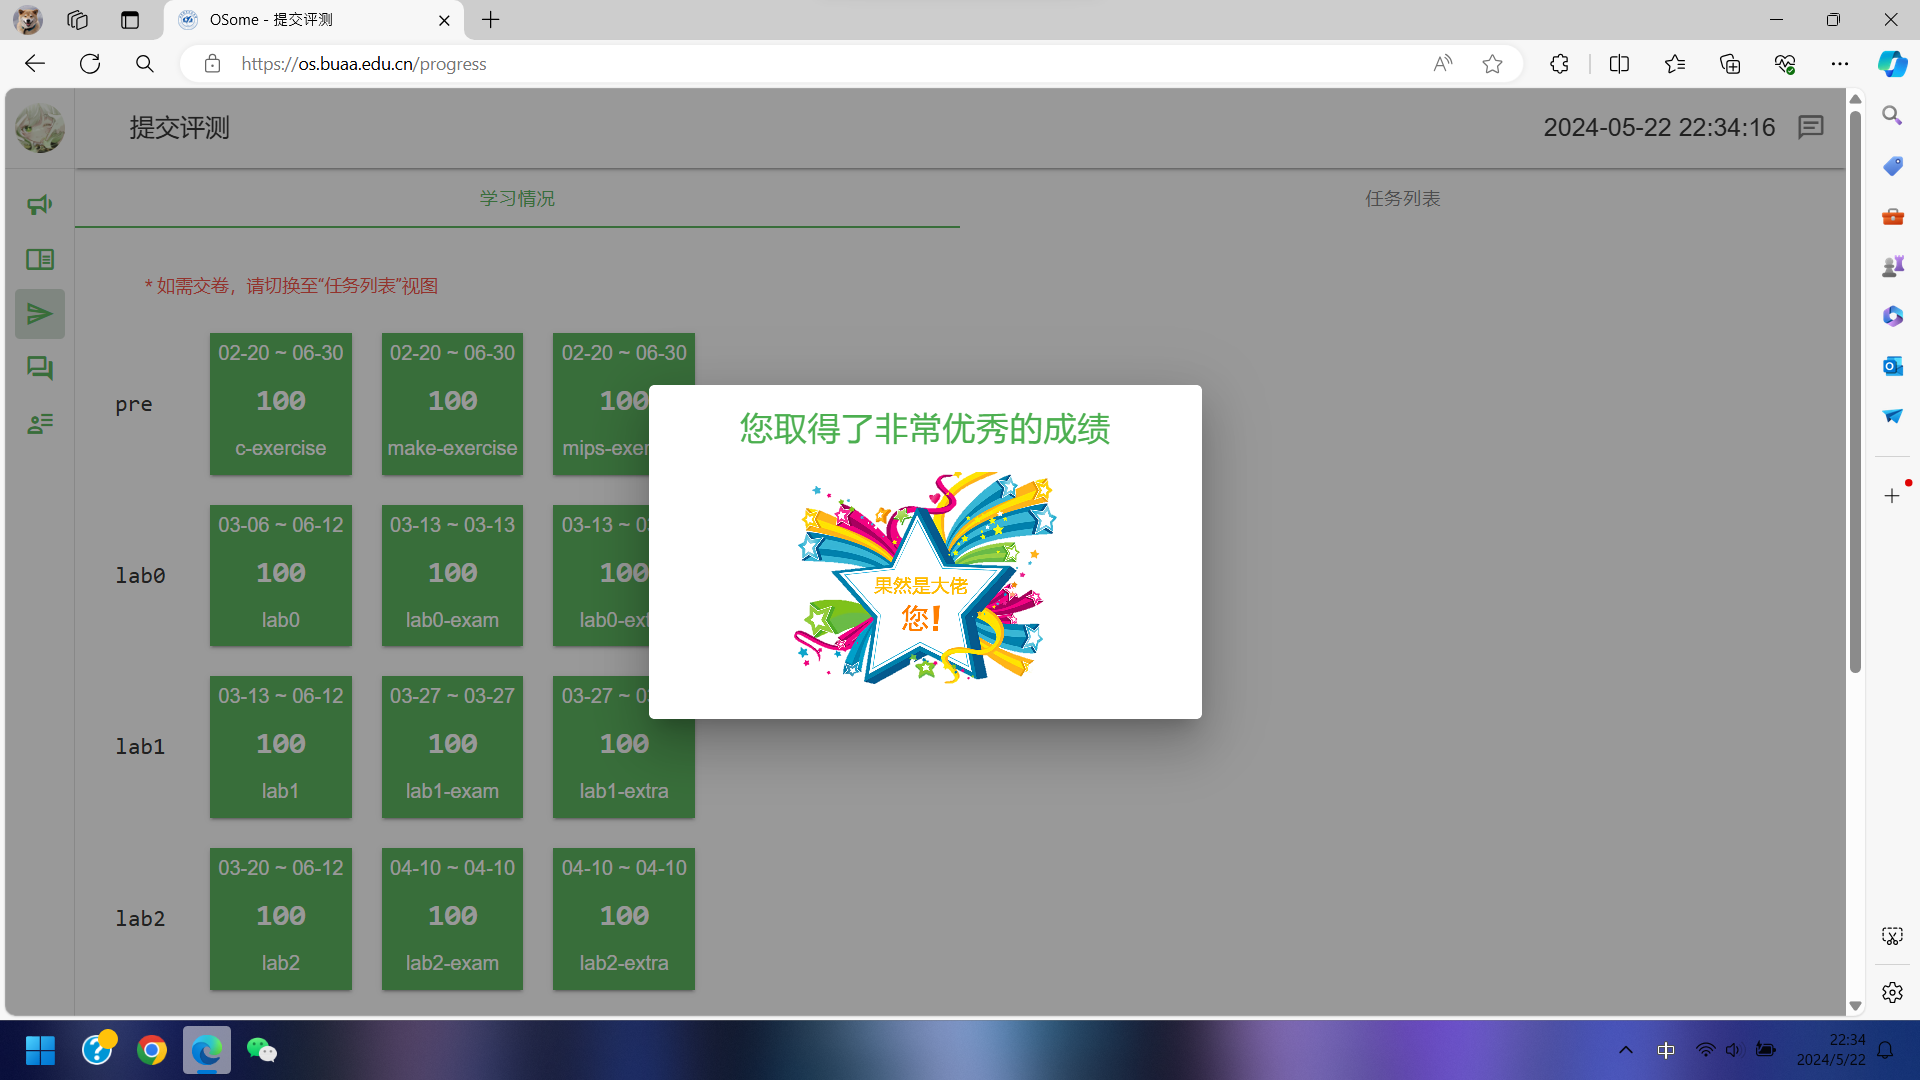 OSome - 提交评测
https://os.buaa.edu.cn/progress
提交评测
2024-05-22 22:34:16
学习情况
任务列表
* 如需交卷，请切换至“任务列表”视图
02-20 ~ 06-30
02-20 ~ 06-30
02-20 ~ 06-30
pre
100
100
100
c-exercise
make-exercise
mips-exer
您取得了非常优秀的成绩
果然是大佬
您!
03-06 ~ 06-12
03-13 ~ 03-13
03-13 ~ 03
lab0
100
100
100
lab0
lab0-exam
lab0-ext
03-13 ~ 06-12
03-27 ~ 03-27
03-27 ~ 03
lab1
100
100
100
lab1
lab1-exam
lab1-extra
03-20 ~ 06-12
04-10 ~ 04-10
04-10 ~ 04-10
lab2
100
100
100
lab2
lab2-exam
lab2-extra
中
22:34
2024/5/22